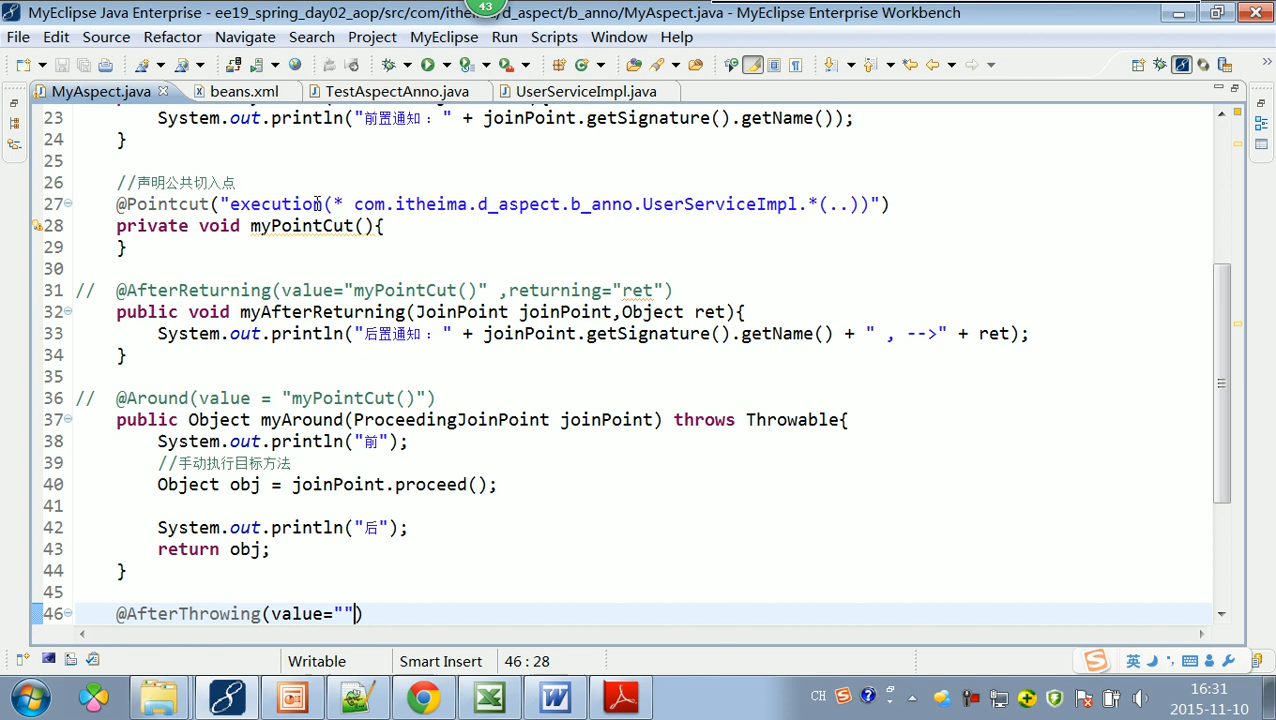 43
MyEclipse Java Enterprise - ee19_spring_day02_aop/src/com/itheima/d_aspect/b_anno/MyAspect.java - MyEclipse Enterprise Workbench
File Edit Source Refactor Navigate Search Project MyEclipse Run Scripts Window Help
MyAspect.java beans.xml TestAspectAnno.java UserServiceImpl.java
23 System.out.println("前置通知 : " + joinPoint.getSignature().getName());
24 }
25
26 //声明公共切入点
27 @Pointcut("execution(* com.itheima.d_aspect.b_anno.UserServiceImpl.*(..))")
28 private void myPointCut(){
29 }
30
31 // @AfterReturning(value="myPointCut()" ,returning="ret")
32 public void myAfterReturning(JoinPoint joinPoint,Object ret){
33 System.out.println("后置通知 : " + joinPoint.getSignature().getName() + " , -->" + ret);
34 }
35
36 // @Around(value = "myPointCut()")
37 public Object myAround(ProceedingJoinPoint joinPoint) throws Throwable{
38 System.out.println("前");
39 //手动执行目标方法
40 Object obj = joinPoint.proceed();
41
42 System.out.println("后");
43 return obj;
44 }
45
46 @AfterThrowing(value="")
Writable Smart Insert 46 : 28
英
CH 16:31
2015-11-10